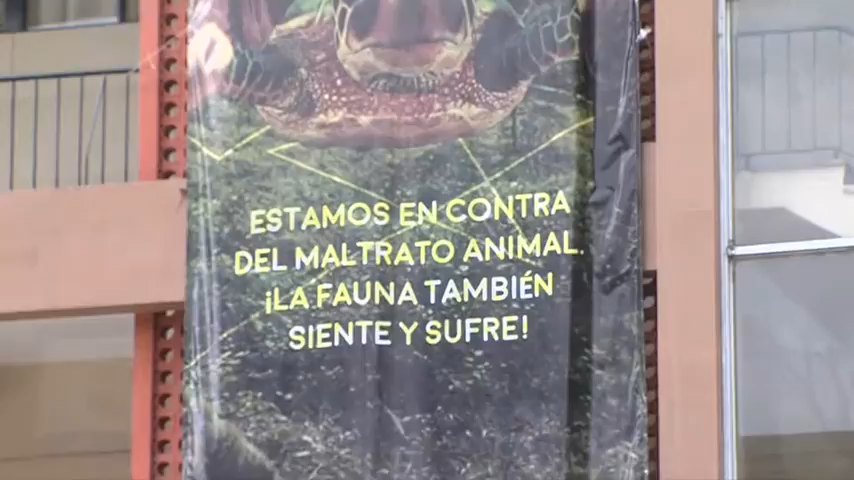 ESTAMOS EN CONTRA
DEL MALTRATO ANIMAL.
¡LA FAUNA TAMBIÉN
SIENTE Y SUFRE!